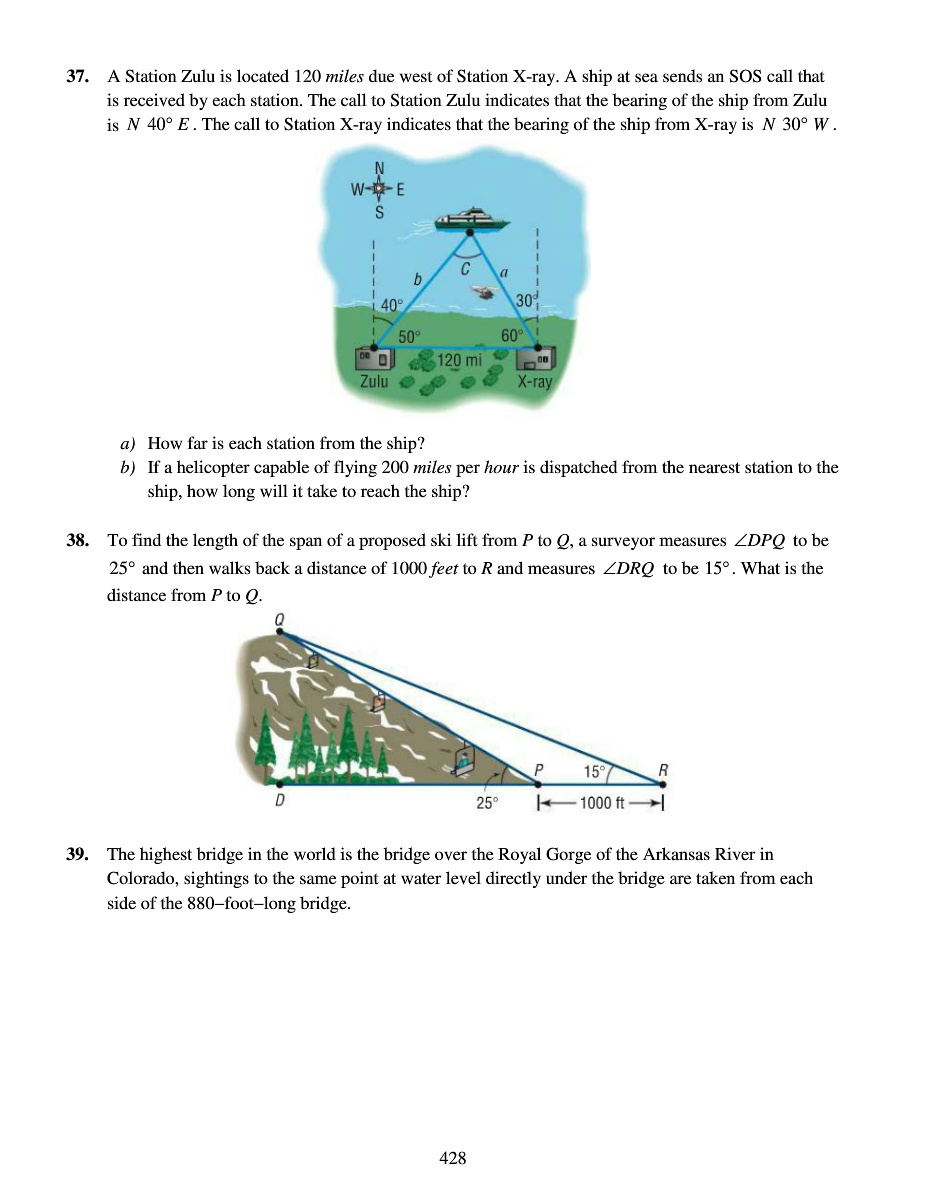 37. A Station Zulu is located 120 miles due west of Station X-ray. A ship at sea sends an SOS call that
is received by each station. The call to Station Zulu indicates that the bearing of the ship from Zulu
is N 40° E. The call to Station X-ray indicates that the bearing of the ship from X-ray is N 30° W.
N
W E
S
b C a
40° 30°
50° 60°
120 mi
Zulu X-ray
a) How far is each station from the ship?
b) If a helicopter capable of flying 200 miles per hour is dispatched from the nearest station to the
ship, how long will it take to reach the ship?
38. To find the length of the span of a proposed ski lift from P to Q, a surveyor measures ∠DPQ to be
25° and then walks back a distance of 1000 feet to R and measures ∠DRQ to be 15°. What is the
distance from P to Q.
Q
P 15° R
D 25° 1000 ft
39. The highest bridge in the world is the bridge over the Royal Gorge of the Arkansas River in
Colorado, sightings to the same point at water level directly under the bridge are taken from each
side of the 880–foot–long bridge.
428